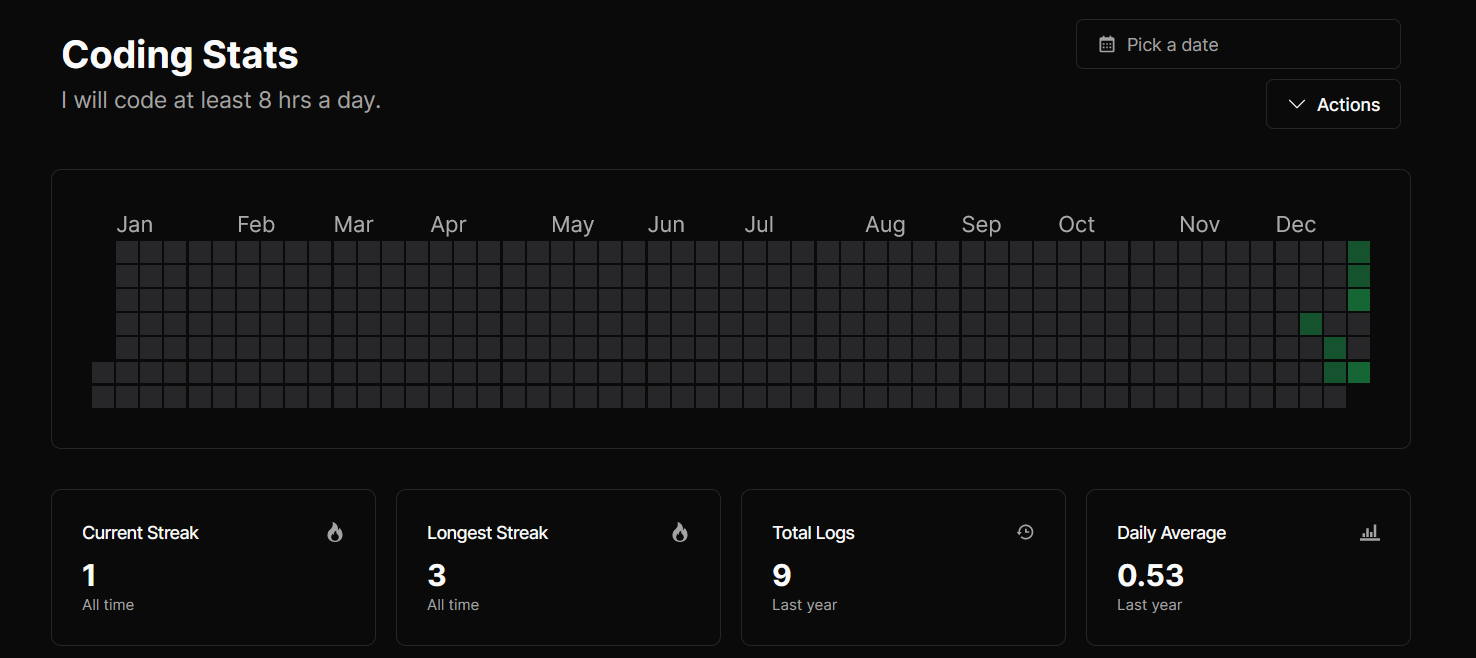 Coding Stats
I will code at least 8 hrs a day.
Pick a date
Actions
Jan Feb Mar Apr May Jun Jul Aug Sep Oct Nov Dec
Current Streak
1
All time
Longest Streak
3
All time
Total Logs
9
Last year
Daily Average
0.53
Last year